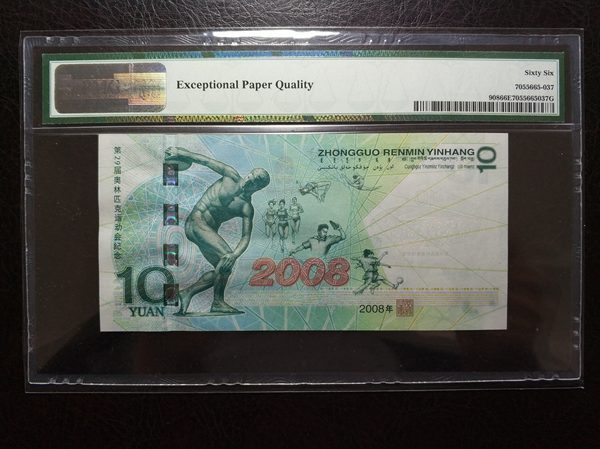 Exceptional Paper Quality
Sixty Six
7055665-037
90866E7055665037G
ZHONGGUO RENMIN YINHANG
10
第29届奥林匹克运动会纪念
2008
10
YUAN
2008年